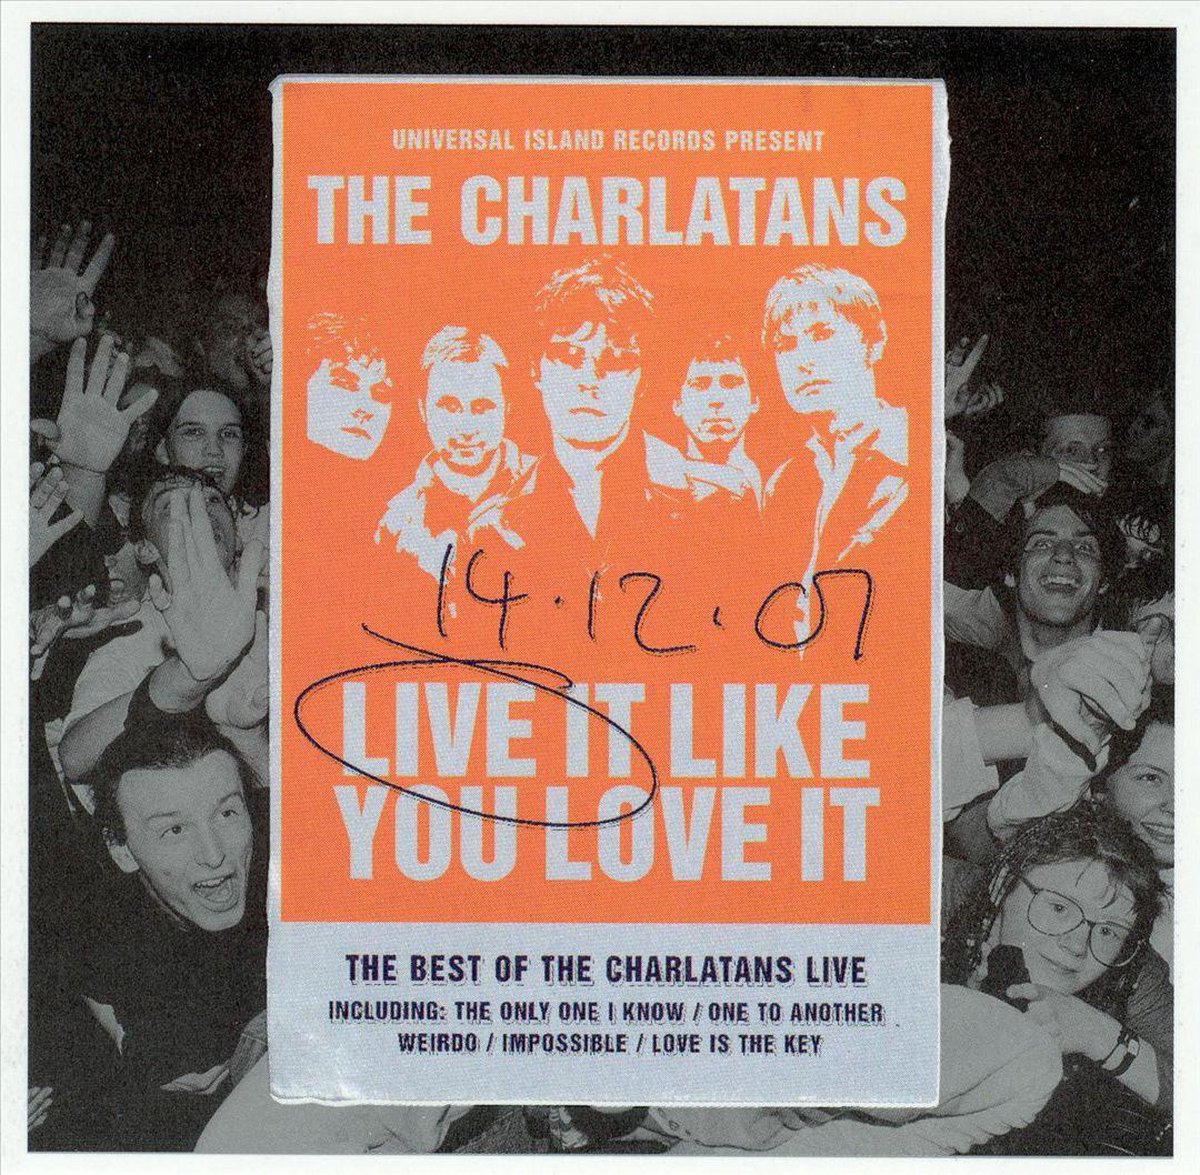 UNIVERSAL ISLAND RECORDS PRESENT
THE CHARLATANS
14.12.07
LIVE IT LIKE
YOU LOVE IT
THE BEST OF THE CHARLATANS LIVE
INCLUDING: THE ONLY ONE I KNOW / ONE TO ANOTHER
WEIRDO / IMPOSSIBLE / LOVE IS THE KEY